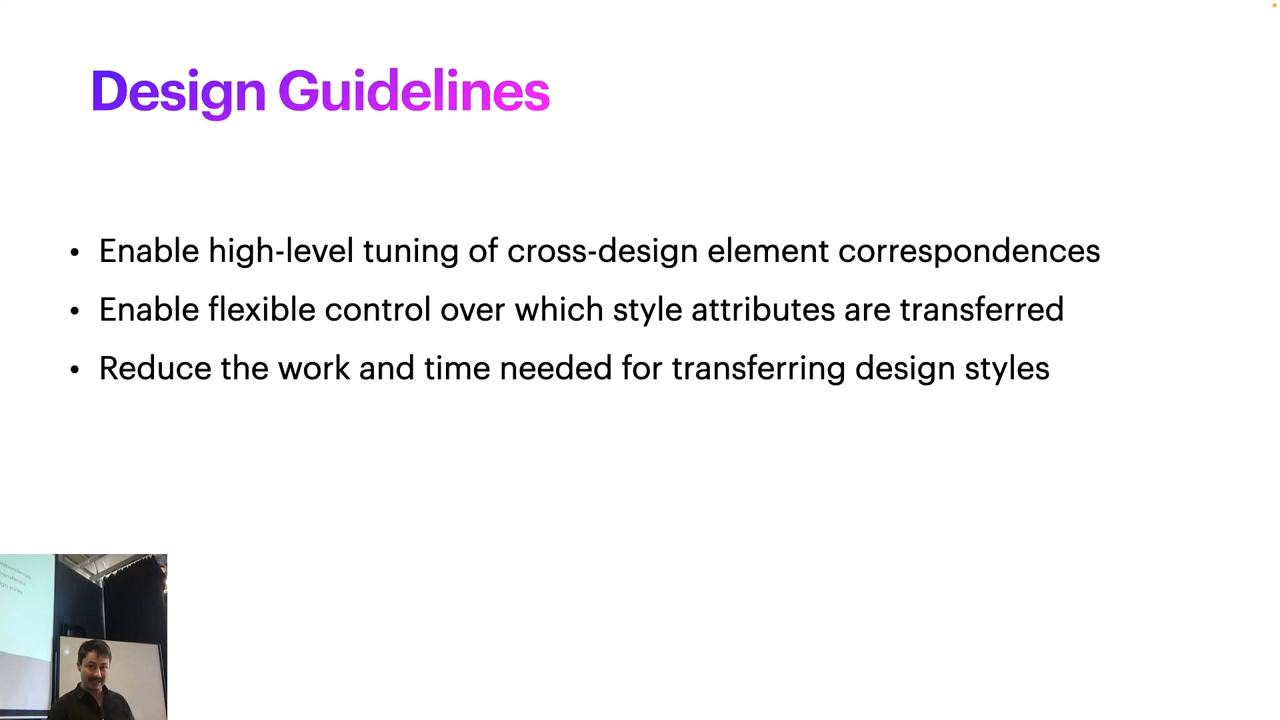 Design Guidelines
• Enable high-level tuning of cross-design element correspondences
• Enable flexible control over which style attributes are transferred
• Reduce the work and time needed for transferring design styles